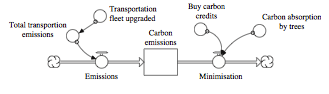 Transportation
fleet upgraded
Total transportation
emissions
Carbon
emissions
Buy carbon
credits
Carbon absorption
by trees
Emissions
Minimisation